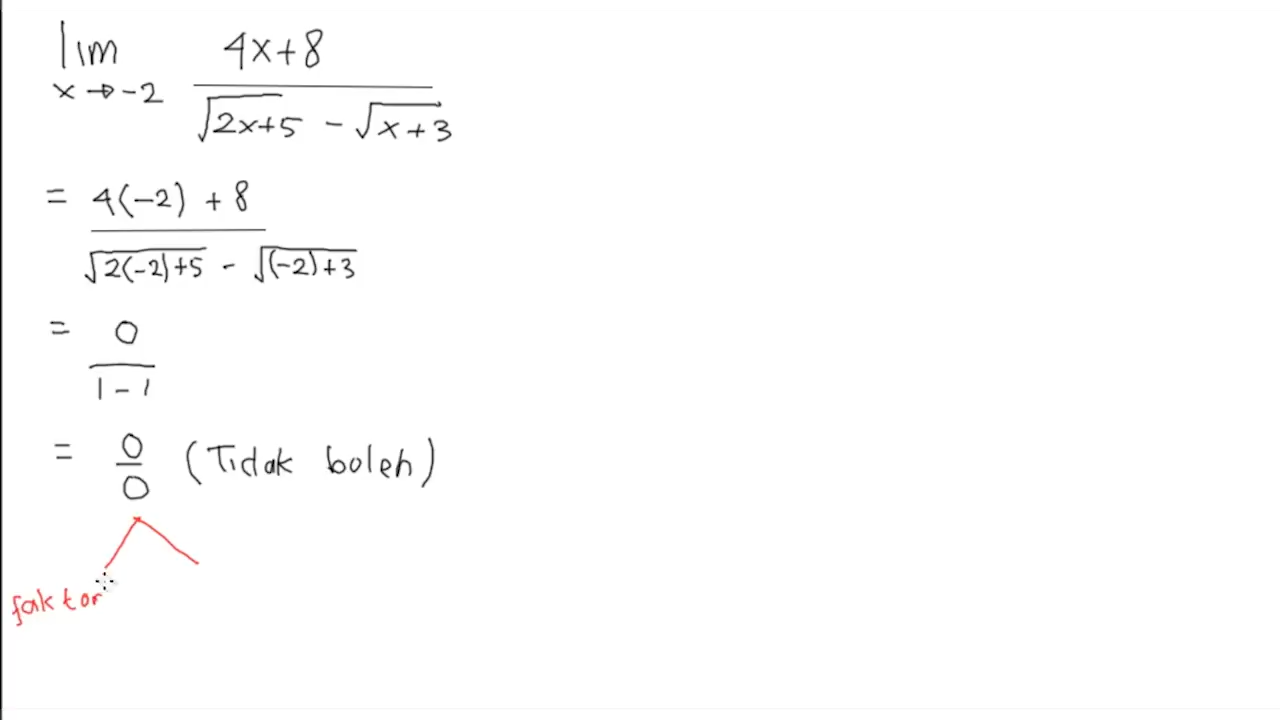 lim x→-2 4x+8 / √2x+5 - √x+3
= 4(-2) + 8 / √2(-2)+5 - √(-2)+3
= 0 / 1-1
= 0/0 (Tidak boleh)
faktor